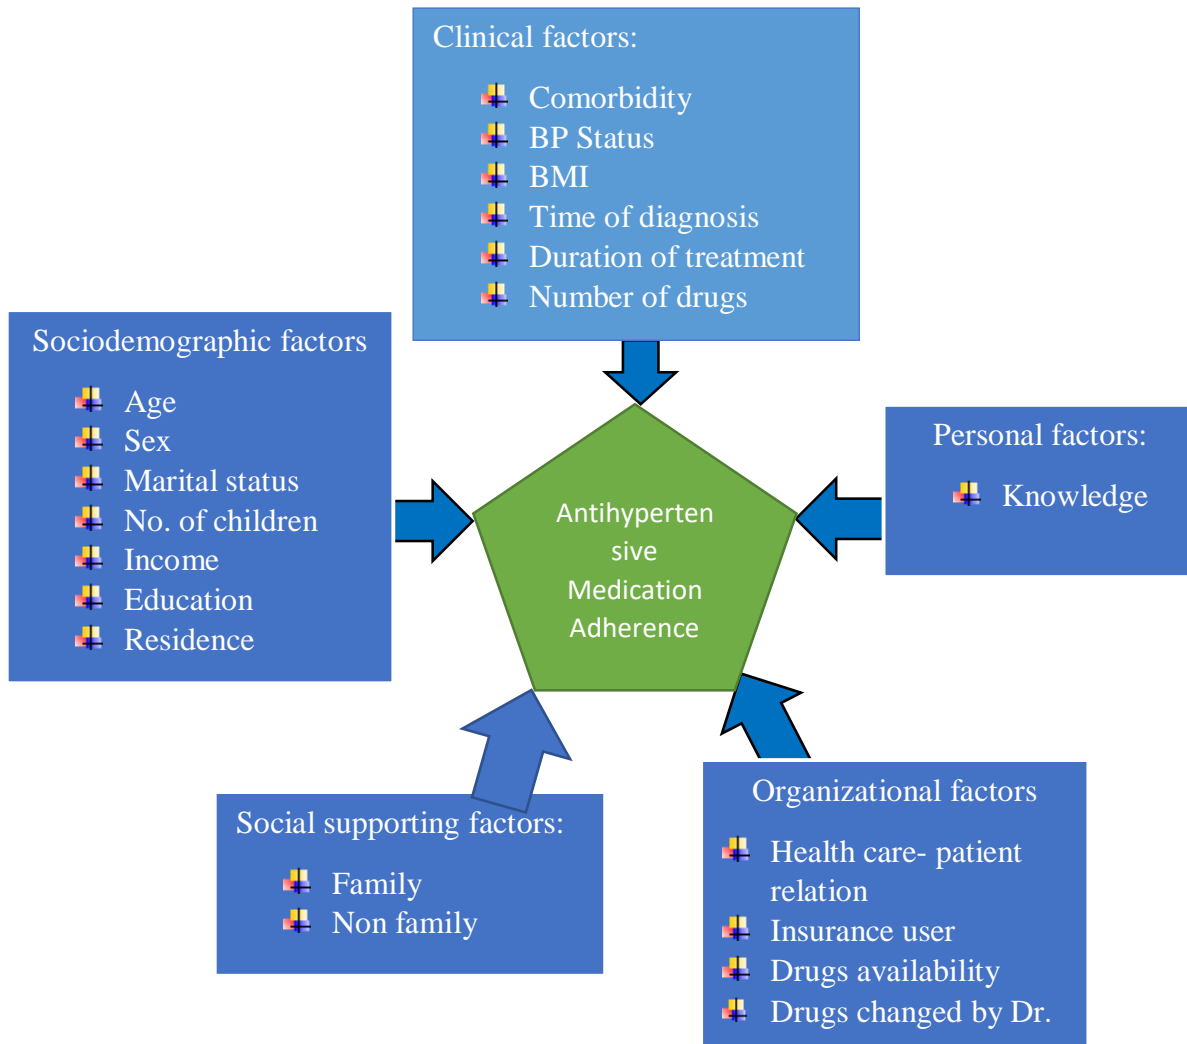 Clinical factors:
Comorbidity
BP Status
BMI
Time of diagnosis
Duration of treatment
Number of drugs
Sociodemographic factors
Age
Sex
Marital status
No. of children
Income
Education
Residence
Antihyperten
sive
Medication
Adherence
Personal factors:
Knowledge
Social supporting factors:
Family
Non family
Organizational factors
Health care- patient
relation
Insurance user
Drugs availability
Drugs changed by Dr.